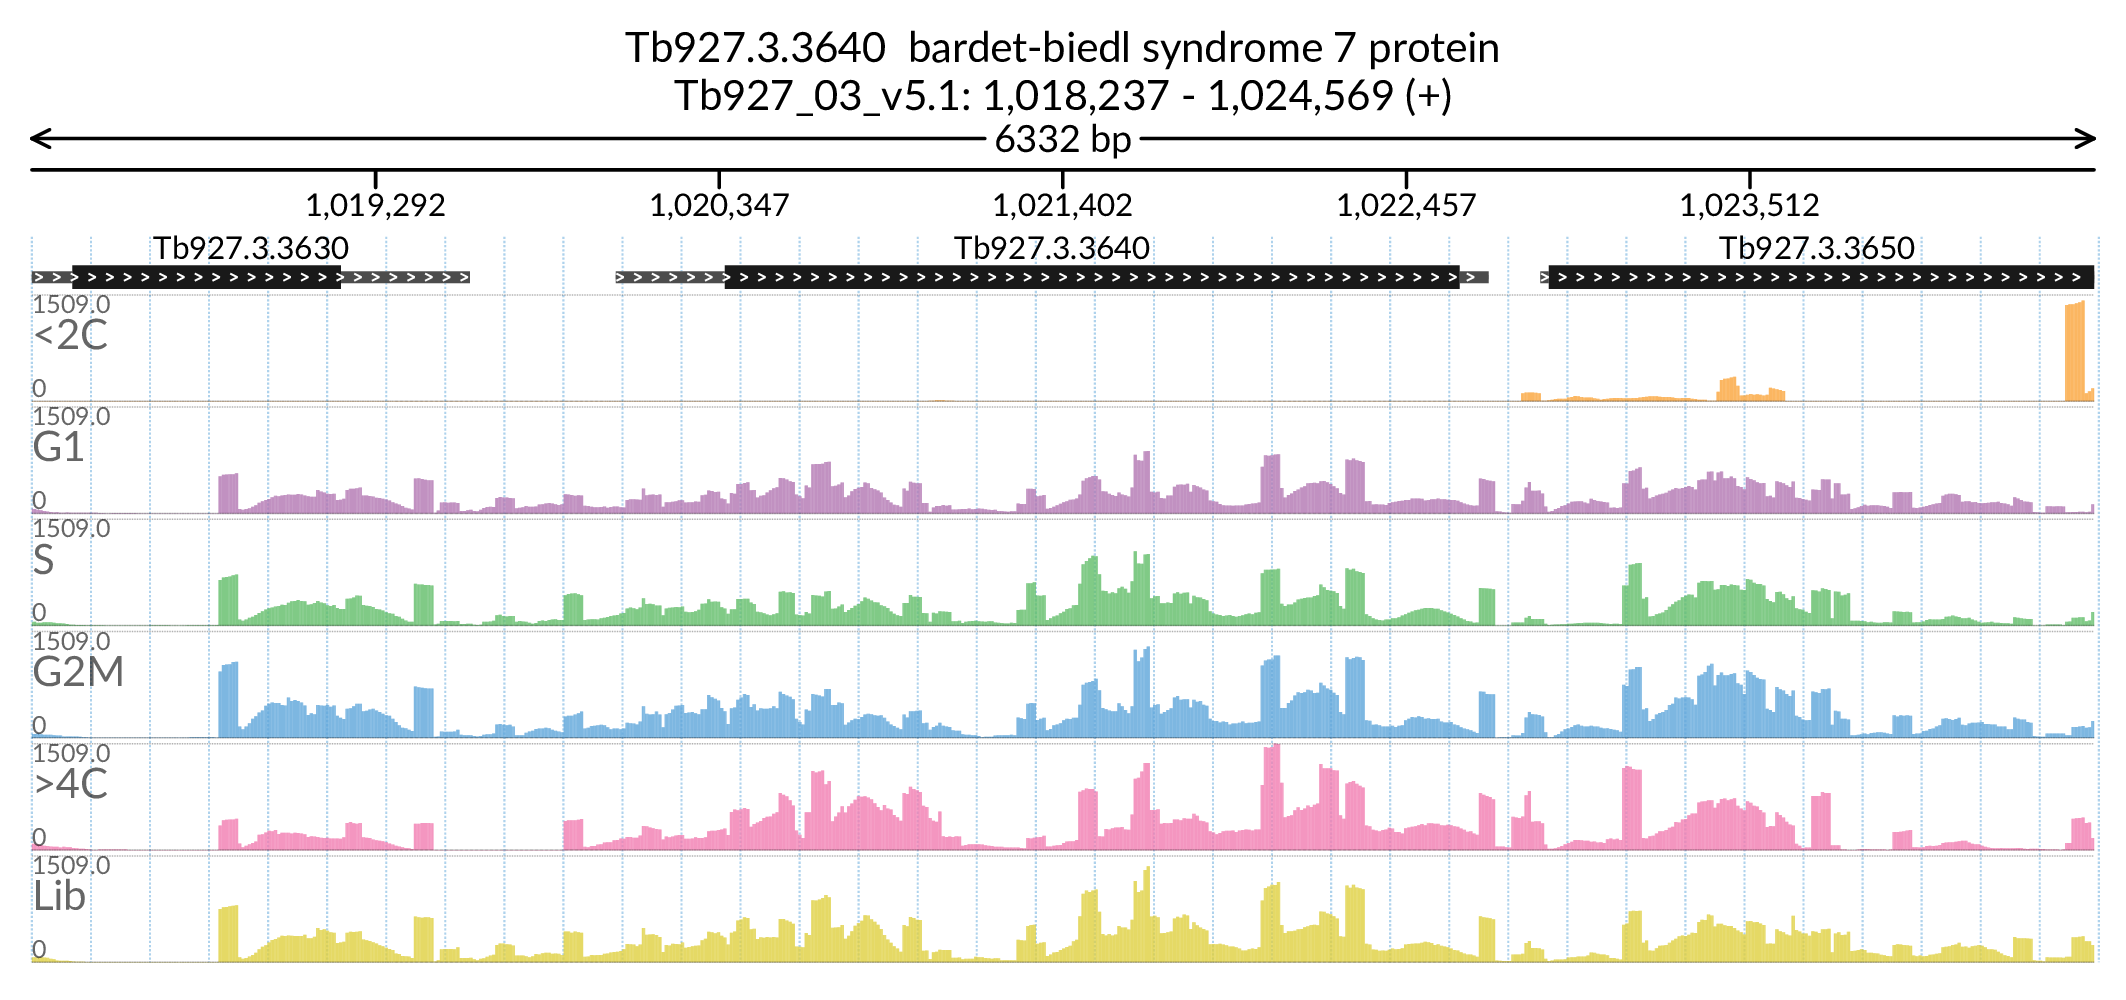 Tb927.3.3640  bardet-biedl syndrome 7 protein
Tb927_03_v5.1: 1,018,237 - 1,024,569 (+)
6332 bp
1,019,292 1,020,347 1,021,402 1,022,457 1,023,512
Tb927.3.3630 Tb927.3.3640 Tb927.3.3650
1509.0
<2C
0
1509.0
G1
0
1509.0
S
0
1509.0
G2M
0
1509.0
>4C
0
1509.0
Lib
0